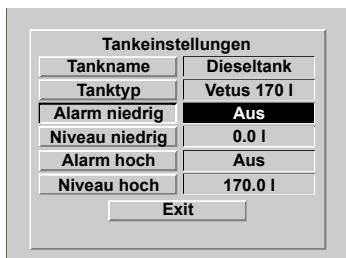 Tankeinstellungen
Tankname Dieseltank
Tanktyp Vetus 170 l
Alarm niedrig Aus
Niveau niedrig 0.0 l
Alarm hoch Aus
Niveau hoch 170.0 l
Exit